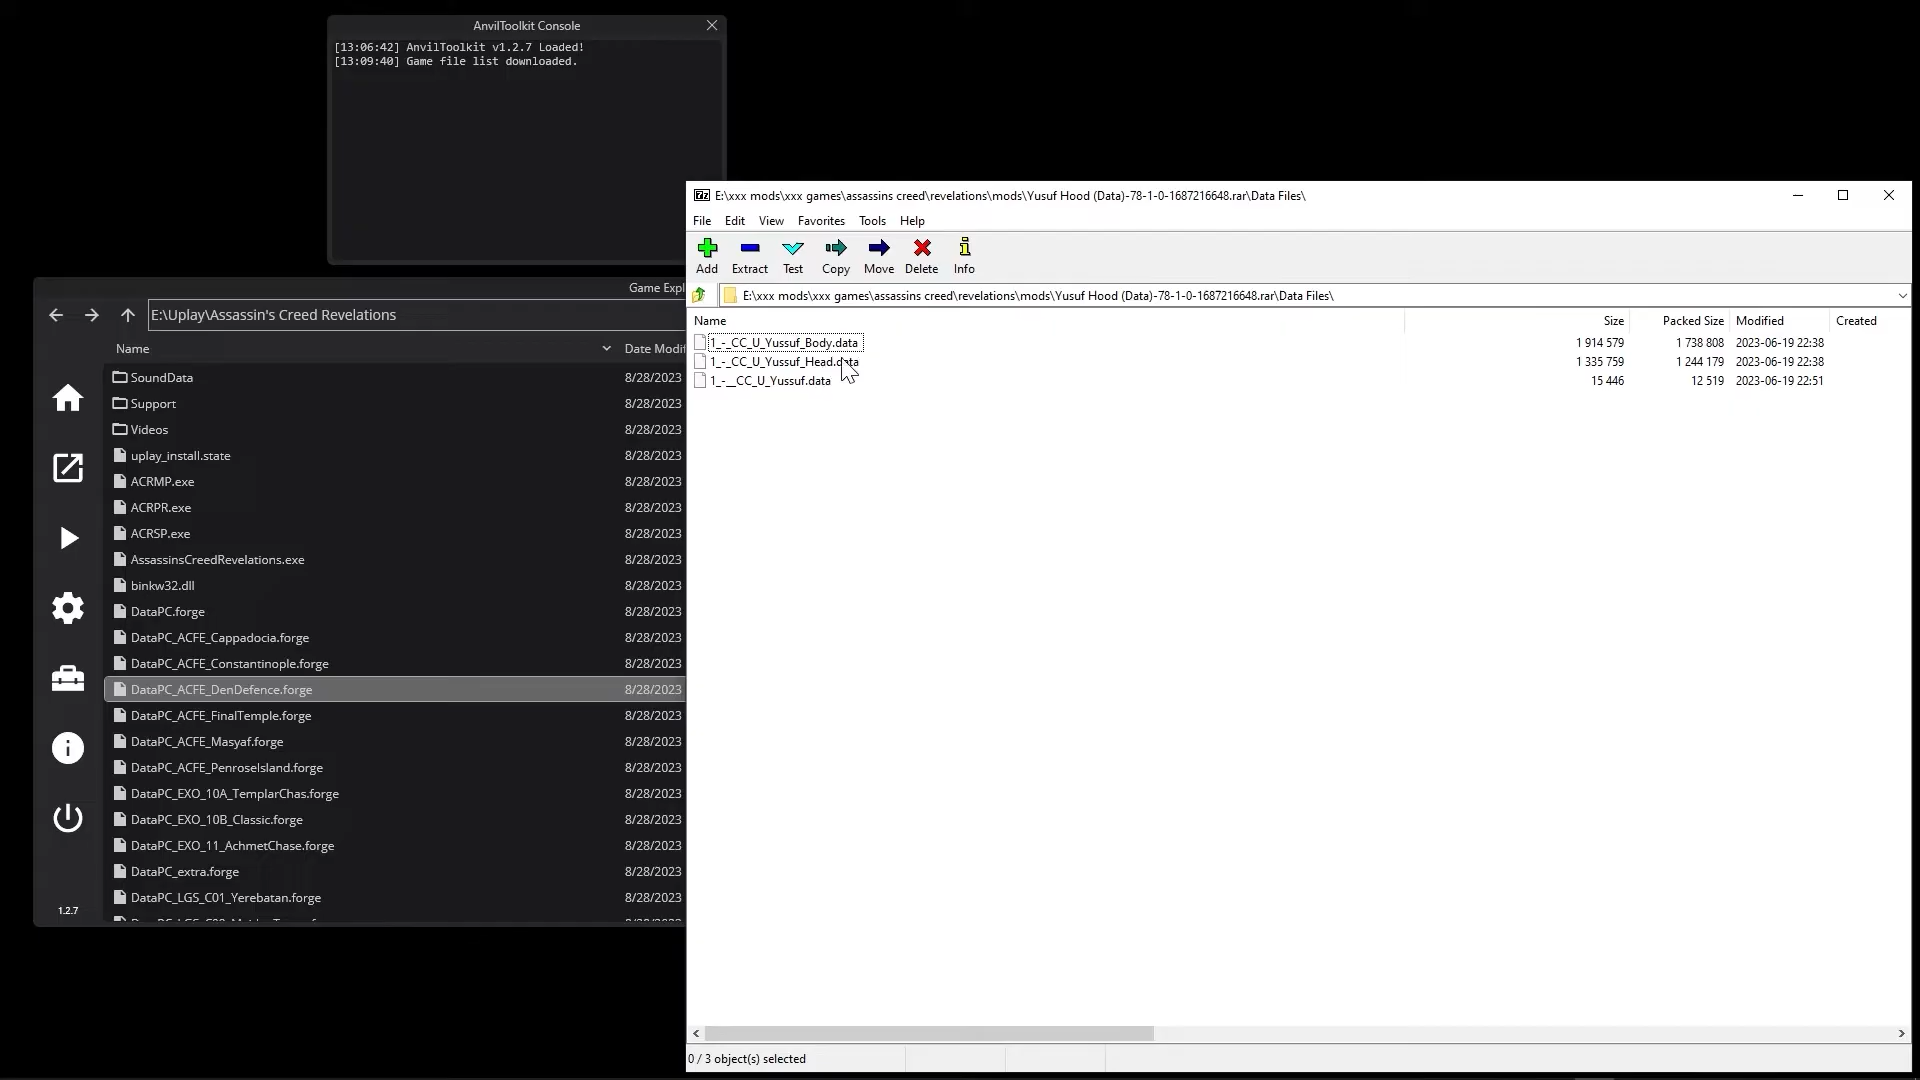 AnvilToolkit Console
[13:06:42] AnvilToolkit v1.2.7 Loaded!
[13:09:40] Game file list downloaded.
Game Expl
E:\Uplay\Assassin's Creed Revelations
Name Date Modif
SoundData 8/28/2023
Support 8/28/2023
Videos 8/28/2023
uplay_install.state 8/28/2023
ACRMP.exe 8/28/2023
ACRPR.exe 8/28/2023
ACRSP.exe 8/28/2023
AssassinsCreedRevelations.exe 8/28/2023
binkw32.dll 8/28/2023
DataPC.forge 8/28/2023
DataPC_ACFE_Cappadocia.forge 8/28/2023
DataPC_ACFE_Constantinople.forge 8/28/2023
DataPC_ACFE_DenDefence.forge 8/28/2023
DataPC_ACFE_FinalTemple.forge 8/28/2023
DataPC_ACFE_Masyaf.forge 8/28/2023
DataPC_ACFE_PenroseIsland.forge 8/28/2023
DataPC_EXO_10A_TemplarChas.forge 8/28/2023
DataPC_EXO_10B_Classic.forge 8/28/2023
DataPC_EXO_11_AchmetChase.forge 8/28/2023
DataPC_extra.forge 8/28/2023
DataPC_LGS_C01_Yerebatan.forge 8/28/2023
1.2.7
7z E:\xxx mods\xxx games\assassins creed\revelations\mods\Yusuf Hood (Data)-78-1-0-1687216648.rar\Data Files\
File Edit View Favorites Tools Help
Add Extract Test Copy Move Delete Info
E:\xxx mods\xxx games\assassins creed\revelations\mods\Yusuf Hood (Data)-78-1-0-1687216648.rar\Data Files\
Name Size Packed Size Modified Created
1_-_CC_U_Yussuf_Body.data 1 914 579 1 738 808 2023-06-19 22:38
1_-_CC_U_Yussuf_Head.data 1 335 759 1 244 179 2023-06-19 22:38
1_-__CC_U_Yussuf.data 15 446 12 519 2023-06-19 22:51
0 / 3 object(s) selected